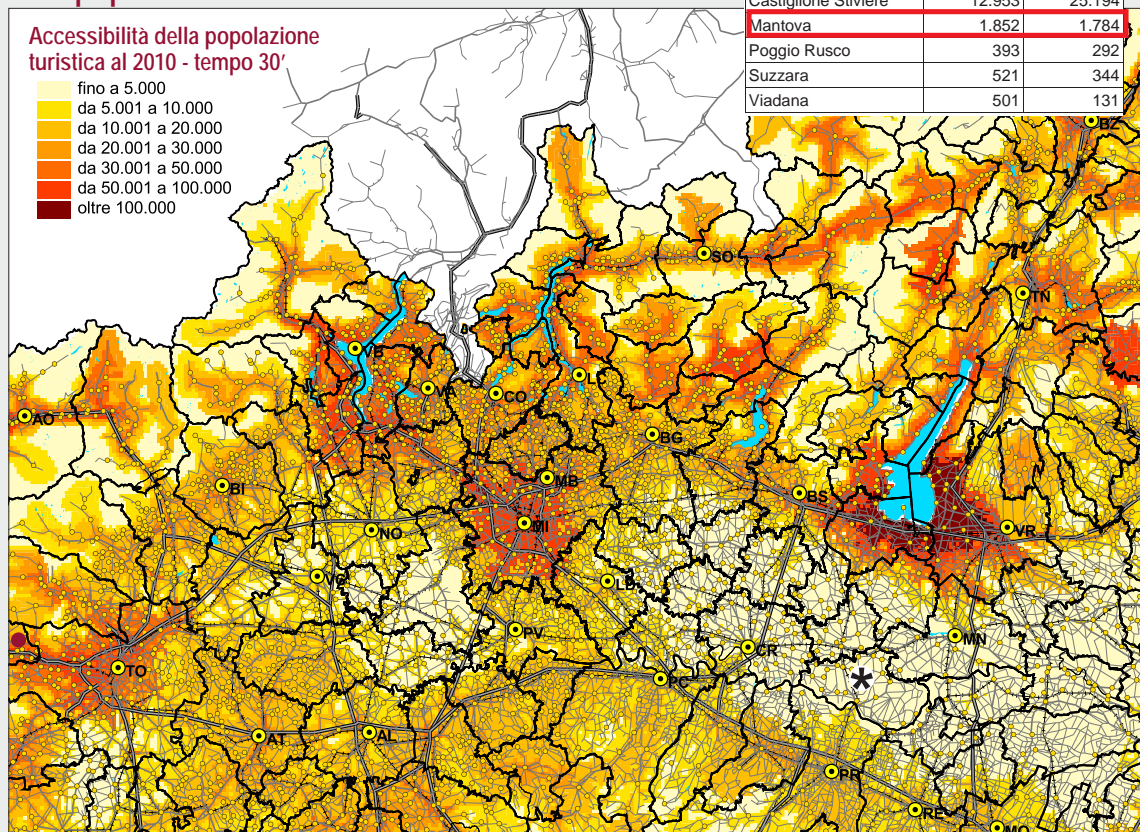 Accessibilità della popolazione
turistica al 2010 - tempo 30'
fino a 5.000
da 5.001 a 10.000
da 10.001 a 20.000
da 20.001 a 30.000
da 30.001 a 50.000
da 50.001 a 100.000
oltre 100.000
Castiglione Stiviere 12.953 25.194
Mantova 1.852 1.784
Poggio Rusco 393 292
Suzzara 521 344
Viadana 501 131
BZ
SO
TN
CO
AO
BG
BI
MB
BS
MI
VR
NO
PV
MN
CR
TO
PC
*
AT
AL
PR
RE